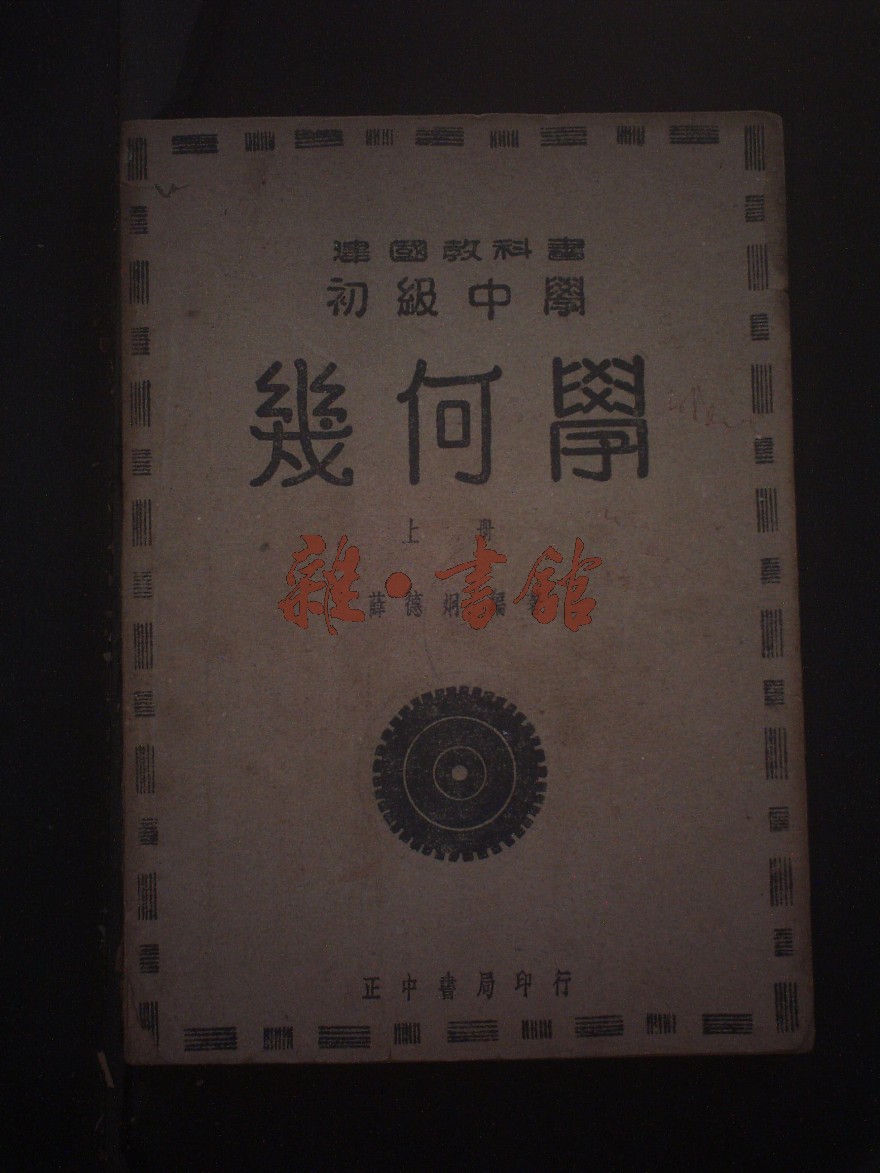 建國教科書
初級中學
幾何學
上册
雜·書館
薛德炯編著
正中書局印行